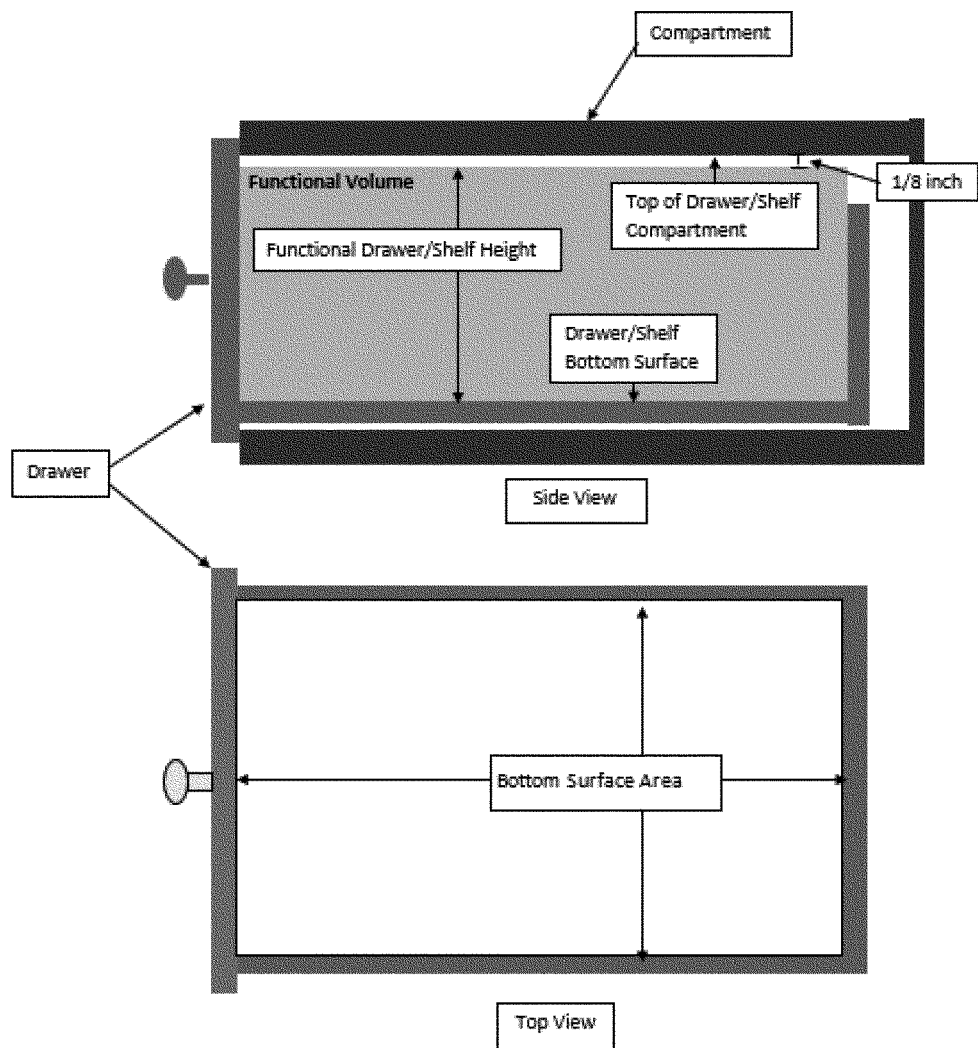 Compartment
Functional Volume
1/8 inch
Top of Drawer/Shelf
Compartment
Functional Drawer/Shelf Height
Drawer/Shelf
Bottom Surface
Drawer
Side View
Bottom Surface Area
Top View